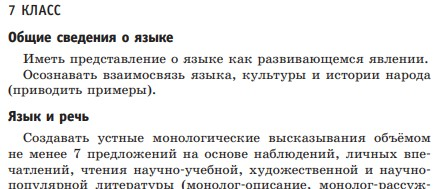 7 КЛАСС
Общие сведения о языке
Иметь представление о языке как развивающемся явлении.
Осознавать взаимосвязь языка, культуры и истории народа
(приводить примеры).
Язык и речь
Создавать устные монологические высказывания объёмом
не менее 7 предложений на основе наблюдений, личных впе-
чатлений, чтения научно-учебной, художественной и научно-
популярной литературы (монолог-описание, монолог-рассуж-